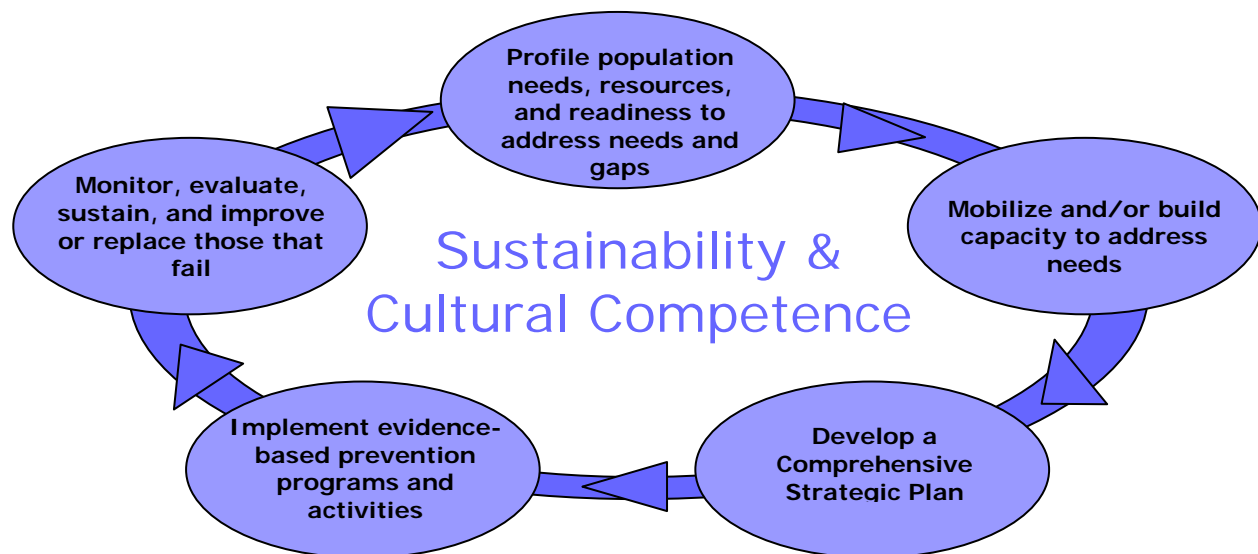 Profile population
needs, resources,
and readiness to
address needs and
gaps
Mobilize and/or build
capacity to address
needs
Develop a
Comprehensive
Strategic Plan
Implement evidence-
based prevention
programs and
activities
Monitor, evaluate,
sustain, and improve
or replace those that
fail
Sustainability &
Cultural Competence